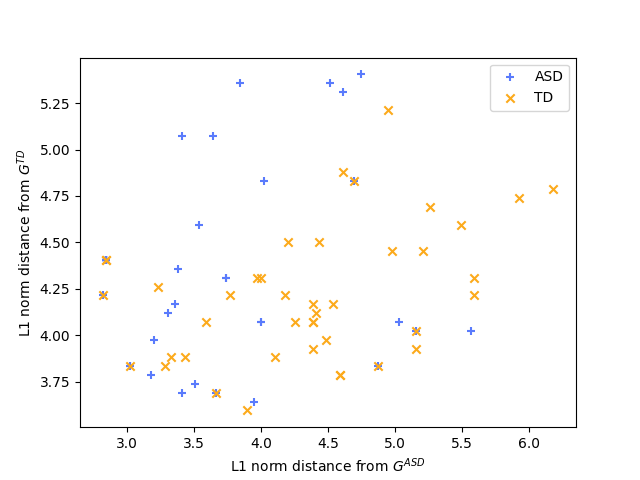 ASD
TD
5.25
5.00
4.75
4.50
4.25
4.00
3.75
L1 norm distance from G^{TD}
3.0 3.5 4.0 4.5 5.0 5.5 6.0
L1 norm distance from G^{ASD}